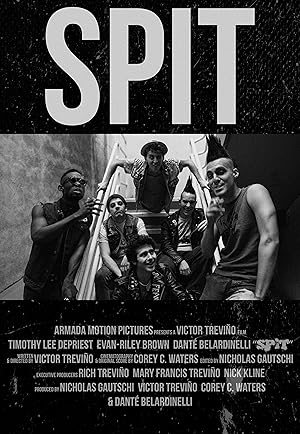 SPIT
ARMADA MOTION PICTURES PRESENTS A VICTOR TREVIÑO FILM
TIMOTHY LEE DEPRIEST EVAN-RILEY BROWN DANTÉ BELARDINELLI "SPIT"
WRITTEN & DIRECTED BY VICTOR TREVIÑO CINEMATOGRAPHY & ORIGINAL SCORE BY COREY C. WATERS EDITED BY NICHOLAS GAUTSCHI
EXECUTIVE PRODUCERS RICH TREVIÑO MARY FRANCIS TREVIÑO NICK KLINE
PRODUCED BY NICHOLAS GAUTSCHI VICTOR TREVIÑO COREY C. WATERS
& DANTÉ BELARDINELLI